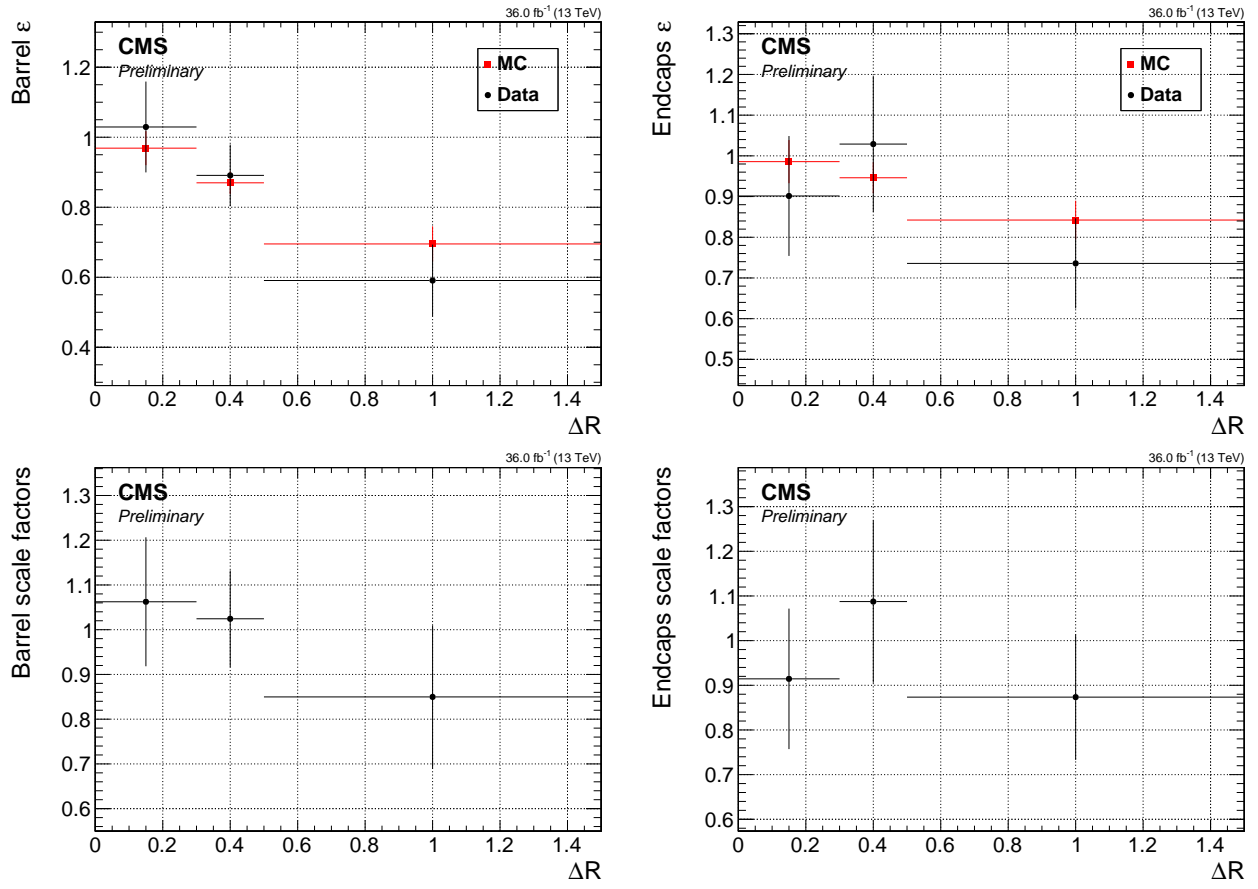 36.0 fb⁻¹ (13 TeV)
Barrel ε
CMS
Preliminary
MC
Data
1.2
1
0.8
0.6
0.4
0 0.2 0.4 0.6 0.8 1 1.2 1.4
ΔR
36.0 fb⁻¹ (13 TeV)
Endcaps ε
CMS
Preliminary
MC
Data
1.3
1.2
1.1
1
0.9
0.8
0.7
0.6
0.5
0 0.2 0.4 0.6 0.8 1 1.2 1.4
ΔR
36.0 fb⁻¹ (13 TeV)
Barrel scale factors
CMS
Preliminary
1.3
1.2
1.1
1
0.9
0.8
0.7
0.6
0 0.2 0.4 0.6 0.8 1 1.2 1.4
ΔR
36.0 fb⁻¹ (13 TeV)
Endcaps scale factors
CMS
Preliminary
1.3
1.2
1.1
1
0.9
0.8
0.7
0.6
0 0.2 0.4 0.6 0.8 1 1.2 1.4
ΔR